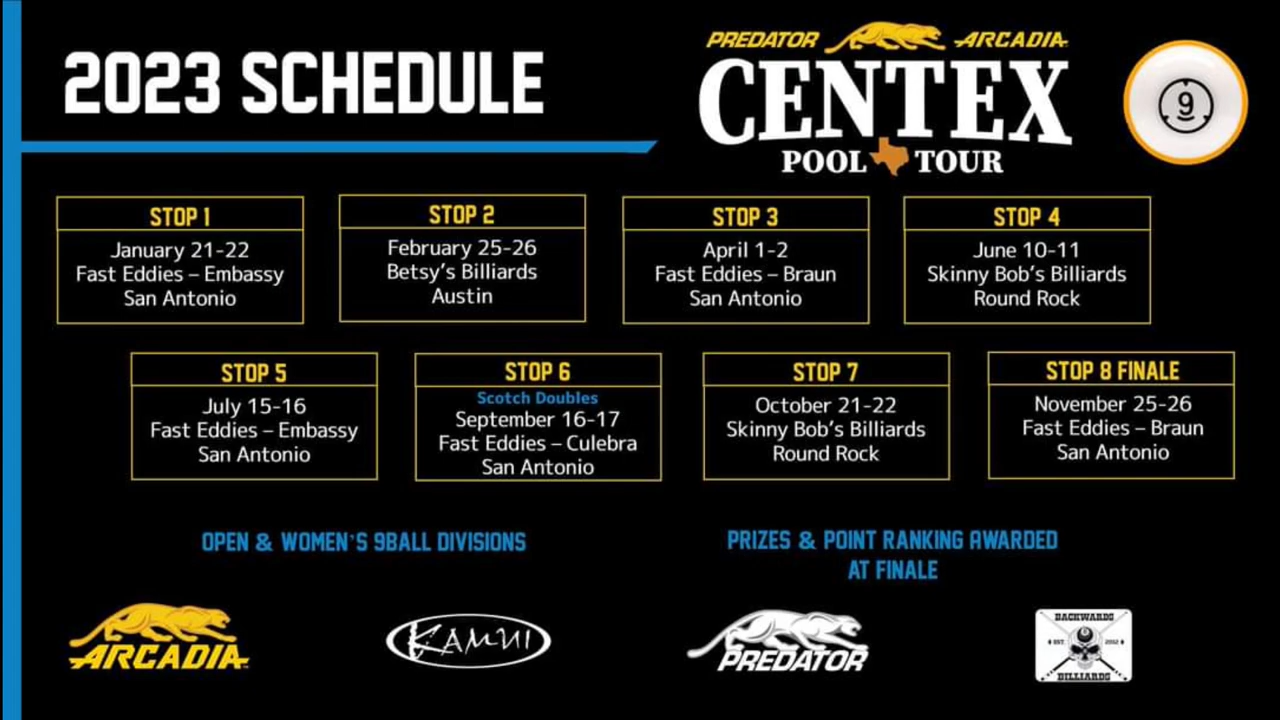 2023 SCHEDULE
PREDATOR ARCADIA
CENTEX
POOL TOUR
9
STOP 1
January 21-22
Fast Eddies – Embassy
San Antonio
STOP 2
February 25-26
Betsy's Billiards
Austin
STOP 3
April 1-2
Fast Eddies – Braun
San Antonio
STOP 4
June 10-11
Skinny Bob's Billiards
Round Rock
STOP 5
July 15-16
Fast Eddies – Embassy
San Antonio
STOP 6
Scotch Doubles
September 16-17
Fast Eddies – Culebra
San Antonio
STOP 7
October 21-22
Skinny Bob's Billiards
Round Rock
STOP 8 FINALE
November 25-26
Fast Eddies – Braun
San Antonio
OPEN & WOMEN'S 9BALL DIVISIONS
PRIZES & POINT RANKING AWARDED
AT FINALE
ARCADIA
KAMUI
PREDATOR
BACKWARDS
EST. 2012
BILLIARDS